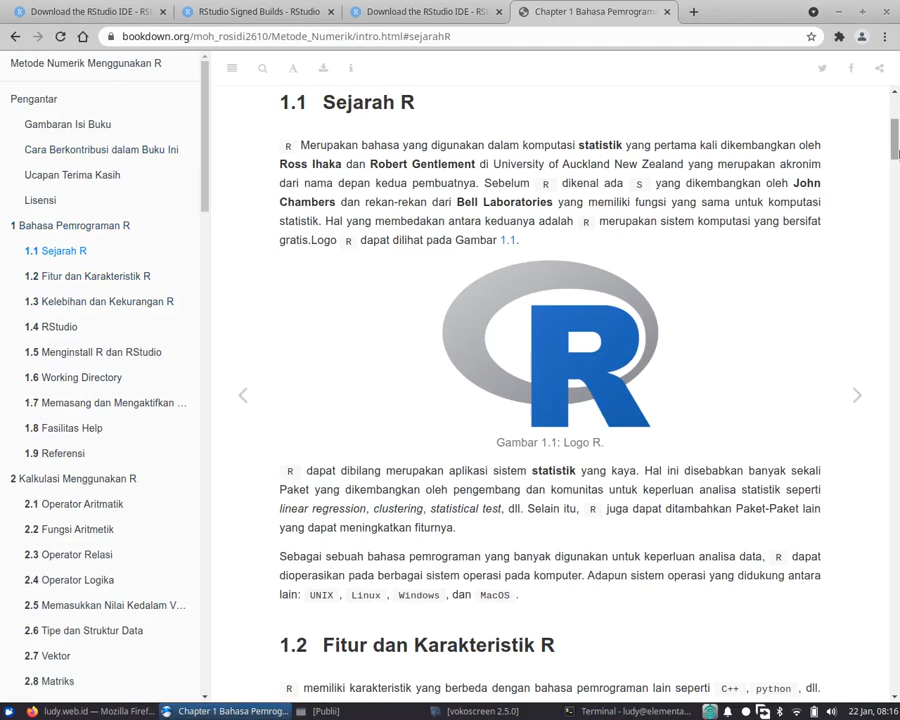 Download the RStudio IDE - RSt
RStudio Signed Builds - RStudio
Download the RStudio IDE - RSt
Chapter 1 Bahasa Pemrogram
bookdown.org/moh_rosidi2610/Metode_Numerik/intro.html#sejarahR
Metode Numerik Menggunakan R
Pengantar
Gambaran Isi Buku
Cara Berkontribusi dalam Buku Ini
Ucapan Terima Kasih
Lisensi
1 Bahasa Pemrograman R
1.1 Sejarah R
1.2 Fitur dan Karakteristik R
1.3 Kelebihan dan Kekurangan R
1.4 RStudio
1.5 Menginstall R dan RStudio
1.6 Working Directory
1.7 Memasang dan Mengaktifkan …
1.8 Fasilitas Help
1.9 Referensi
2 Kalkulasi Menggunakan R
2.1 Operator Aritmatik
2.2 Fungsi Aritmetik
2.3 Operator Relasi
2.4 Operator Logika
2.5 Memasukkan Nilai Kedalam V…
2.6 Tipe dan Struktur Data
2.7 Vektor
2.8 Matriks
1.1 Sejarah R
R Merupakan bahasa yang digunakan dalam komputasi statistik yang pertama kali dikembangkan oleh
Ross Ihaka dan Robert Gentlement di University of Auckland New Zealand yang merupakan akronim
dari nama depan kedua pembuatnya. Sebelum R dikenal ada S yang dikembangkan oleh John
Chambers dan rekan-rekan dari Bell Laboratories yang memiliki fungsi yang sama untuk komputasi
statistik. Hal yang membedakan antara keduanya adalah R merupakan sistem komputasi yang bersifat
gratis.Logo R dapat dilihat pada Gambar 1.1.
R
Gambar 1.1: Logo R.
R dapat dibilang merupakan aplikasi sistem statistik yang kaya. Hal ini disebabkan banyak sekali
Paket yang dikembangkan oleh pengembang dan komunitas untuk keperluan analisa statistik seperti
linear regression, clustering, statistical test, dll. Selain itu, R juga dapat ditambahkan Paket-Paket lain
yang dapat meningkatkan fiturnya.
Sebagai sebuah bahasa pemrograman yang banyak digunakan untuk keperluan analisa data, R dapat
dioperasikan pada berbagai sistem operasi pada komputer. Adapun sistem operasi yang didukung antara
lain: UNIX , Linux , Windows , dan MacOS .
1.2 Fitur dan Karakteristik R
R memiliki karakteristik yang berbeda dengan bahasa pemrograman lain seperti C++ , python , dll.
ludy.web.id — Mozilla Firef…
Chapter 1 Bahasa Pemrog…
[Publii]
[vokoscreen 2.5.0]
Terminal - ludy@elementa…
22 Jan, 08:16